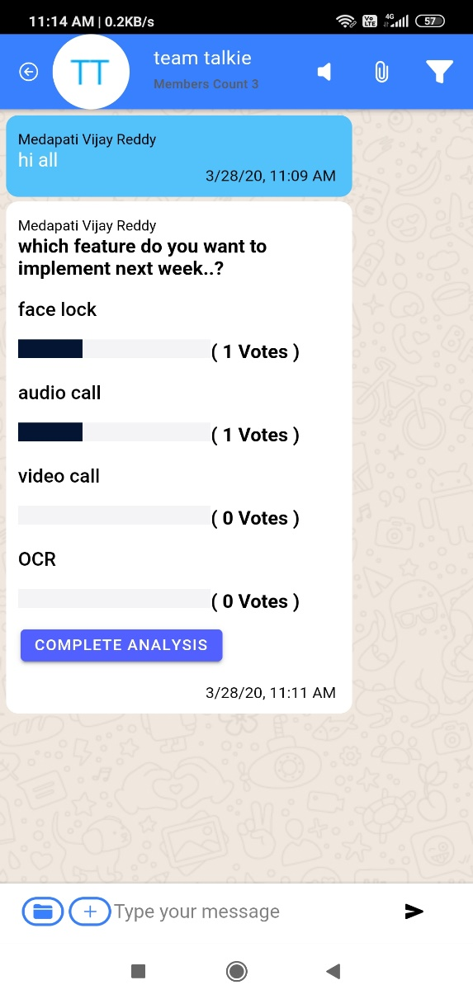 11:14 AM | 0.2KB/s
Vo LTE 4G 57
TT
team talkie
Members Count 3
Medapati Vijay Reddy
hi all
3/28/20, 11:09 AM
Medapati Vijay Reddy
which feature do you want to
implement next week..?
face lock
( 1 Votes )
audio call
( 1 Votes )
video call
( 0 Votes )
OCR
( 0 Votes )
COMPLETE ANALYSIS
3/28/20, 11:11 AM
Type your message